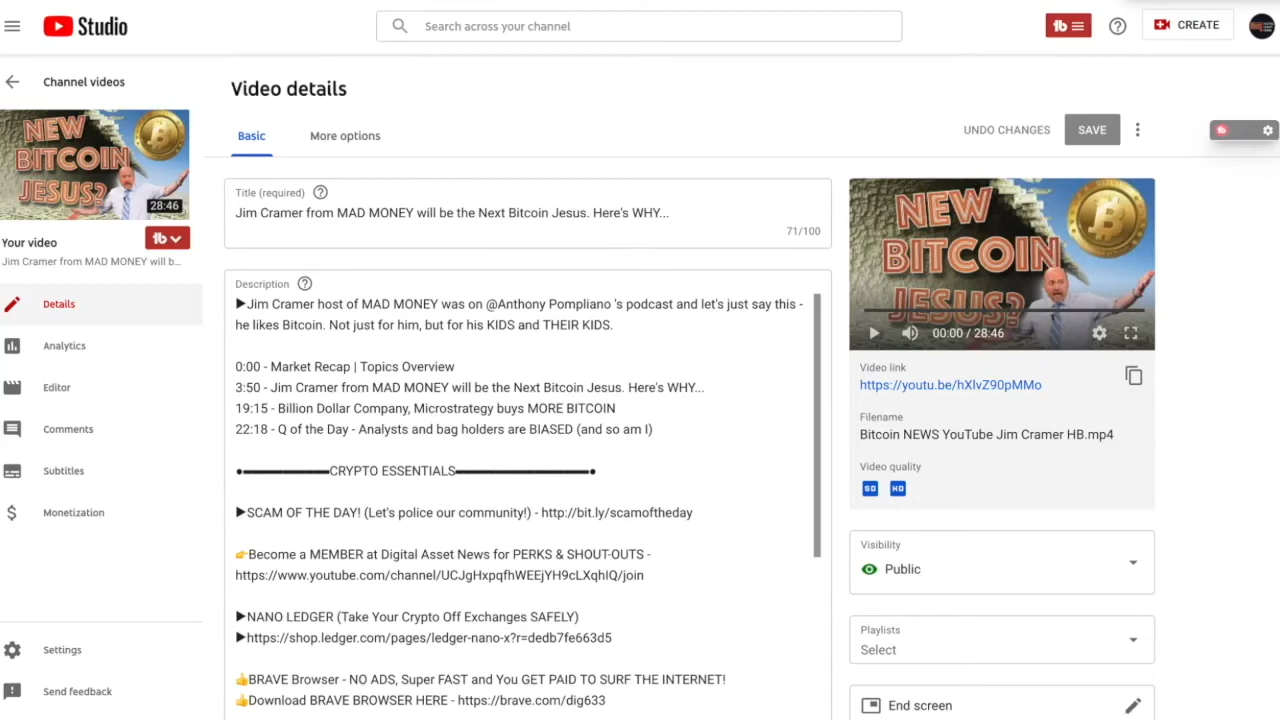 Studio
Search across your channel
CREATE
Channel videos
NEW
BITCOIN
JESUS?
28:46
Your video
Jim Cramer from MAD MONEY will b...
Details
Analytics
Editor
Comments
Subtitles
Monetization
Settings
Send feedback
Video details
Basic
More options
UNDO CHANGES
SAVE
Title (required)
Jim Cramer from MAD MONEY will be the Next Bitcoin Jesus. Here's WHY...
71/100
Description
▶Jim Cramer host of MAD MONEY was on @Anthony Pompliano 's podcast and let's just say this -
he likes Bitcoin. Not just for him, but for his KIDS and THEIR KIDS.
0:00 - Market Recap | Topics Overview
3:50 - Jim Cramer from MAD MONEY will be the Next Bitcoin Jesus. Here's WHY...
19:15 - Billion Dollar Company, Microstrategy buys MORE BITCOIN
22:18 - Q of the Day - Analysts and bag holders are BIASED (and so am I)
●▬▬▬▬▬▬▬CRYPTO ESSENTIALS▬▬▬▬▬▬▬▬●
▶SCAM OF THE DAY! (Let's police our community!) - http://bit.ly/scamoftheday
👉Become a MEMBER at Digital Asset News for PERKS & SHOUT-OUTS -
https://www.youtube.com/channel/UCJgHxpqfhWEEjYH9cLXqhIQ/join
▶NANO LEDGER (Take Your Crypto Off Exchanges SAFELY)
▶https://shop.ledger.com/pages/ledger-nano-x?r=dedb7fe663d5
👍BRAVE Browser - NO ADS, Super FAST and You GET PAID TO SURF THE INTERNET!
👍Download BRAVE BROWSER HERE - https://brave.com/dig633
NEW
BITCOIN
JESUS?
00:00 / 28:46
Video link
https://youtu.be/hXlvZ90pMMo
Filename
Bitcoin NEWS YouTube Jim Cramer HB.mp4
Video quality
SD HD
Visibility
Public
Playlists
Select
End screen